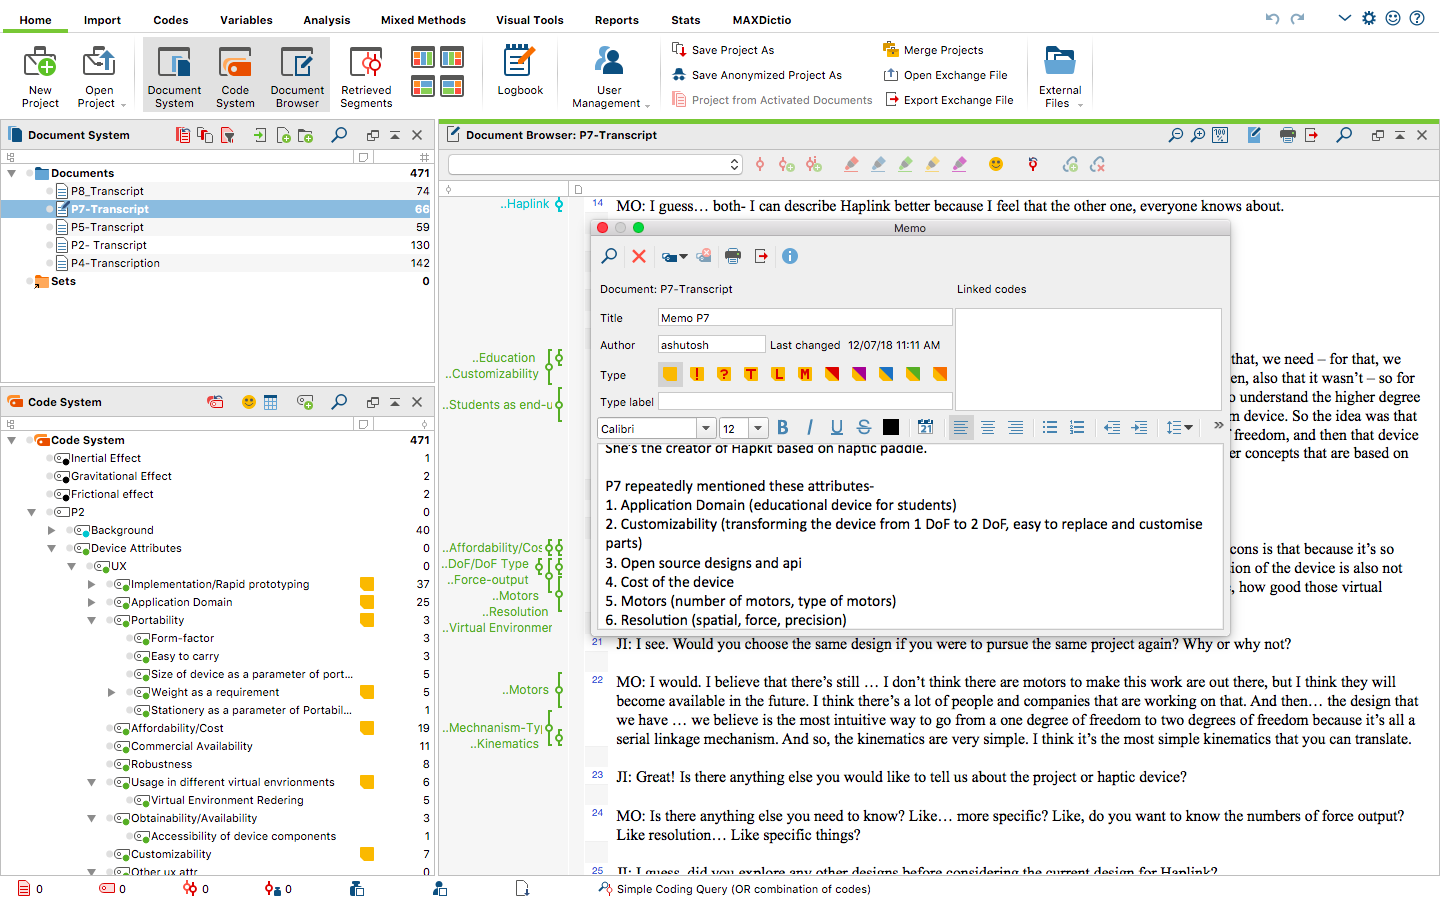 Home Import Codes Variables Analysis Mixed Methods Visual Tools Reports Stats MAXDictio
New Project
Open Project
Document System
Code System
Document Browser
Retrieved Segments
Logbook
User Management
Save Project As
Save Anonymized Project As
Project from Activated Documents
Merge Projects
Open Exchange File
Export Exchange File
External Files
Document System
Documents 471
P8_Transcript 74
P7-Transcript 66
P5-Transcript 59
P2- Transcript 130
P4-Transcription 142
Sets 0
Code System
Code System 471
Inertial Effect 1
Gravitational Effect 2
Frictional effect 2
P2 0
Background 40
Device Attributes 0
UX 0
Implementation/Rapid prototyping 37
Application Domain 25
Portability 3
Form-factor 3
Easy to carry 3
Size of device as a parameter of port... 5
Weight as a requirement 5
Stationery as a parameter of Portabil... 1
Affordability/Cost 19
Commercial Availability 11
Robustness 8
Usage in different virtual envrionments 6
Virtual Environment Redering 5
Obtainability/Availability 3
Accessibility of device components 1
Customizability 7
Other ux attr 0
Document Browser: P7-Transcript
100 %
..Haplink
..Education
..Customizability
..Students as end-u
..Affordability/Cos
..DoF/DoF Type
..Force-output
..Motors
..Resolution
..Virtual Environmer
..Motors
..Mechnanism-Typ
..Kinematics
14 MO: I guess... both- I can describe Haplink better because I feel that the other one, everyone knows about.
that, we need – for that, we
en, also that it wasn't – so for
o understand the higher degree
n device. So the idea was that
freedom, and then that device
er concepts that are based on
cons is that because it's so
tion of the device is also not
, how good those virtual
Memo
Document: P7-Transcript
Linked codes
Title Memo P7
Author ashutosh Last changed 12/07/18 11:11 AM
Type ! ? T L M
Type label
Calibri 12 B I U S 21 »
She's the creator of Hapkit based on haptic paddle.
P7 repeatedly mentioned these attributes-
1. Application Domain (educational device for students)
2. Customizability (transforming the device from 1 DoF to 2 DoF, easy to replace and customise
parts)
3. Open source designs and api
4. Cost of the device
5. Motors (number of motors, type of motors)
6. Resolution (spatial, force, precision)
21 JI: I see. Would you choose the same design if you were to pursue the same project again? Why or why not?
22 MO: I would. I believe that there's still ... I don't think there are motors to make this work are out there, but I think they will
become available in the future. I think there's a lot of people and companies that are working on that. And then... the design that
we have ... we believe is the most intuitive way to go from a one degree of freedom to two degrees of freedom because it's all a
serial linkage mechanism. And so, the kinematics are very simple. I think it's the most simple kinematics that you can translate.
23 JI: Great! Is there anything else you would like to tell us about the project or haptic device?
24 MO: Is there anything else you need to know? Like... more specific? Like, do you want to know the numbers of force output?
Like resolution... Like specific things?
25 JI: I guess, did you explore any other designs before considering the current design for Haplink?
0 0 0 0
Simple Coding Query (OR combination of codes)